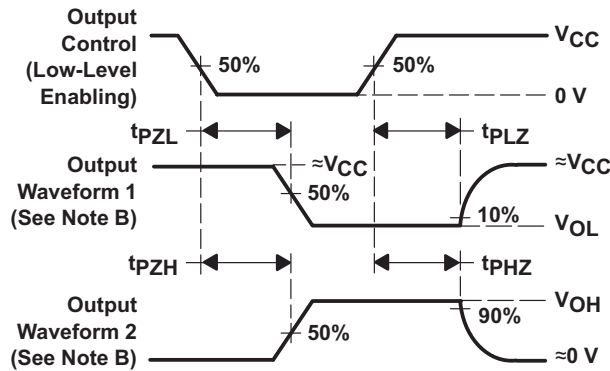 Output
Control
(Low-Level
Enabling)
50%
50%
VCC
0 V
tPZL
tPLZ
Output
Waveform 1
(See Note B)
≈VCC
50%
≈VCC
10%
VOL
tPZH
tPHZ
Output
Waveform 2
(See Note B)
50%
VOH
90%
≈0 V